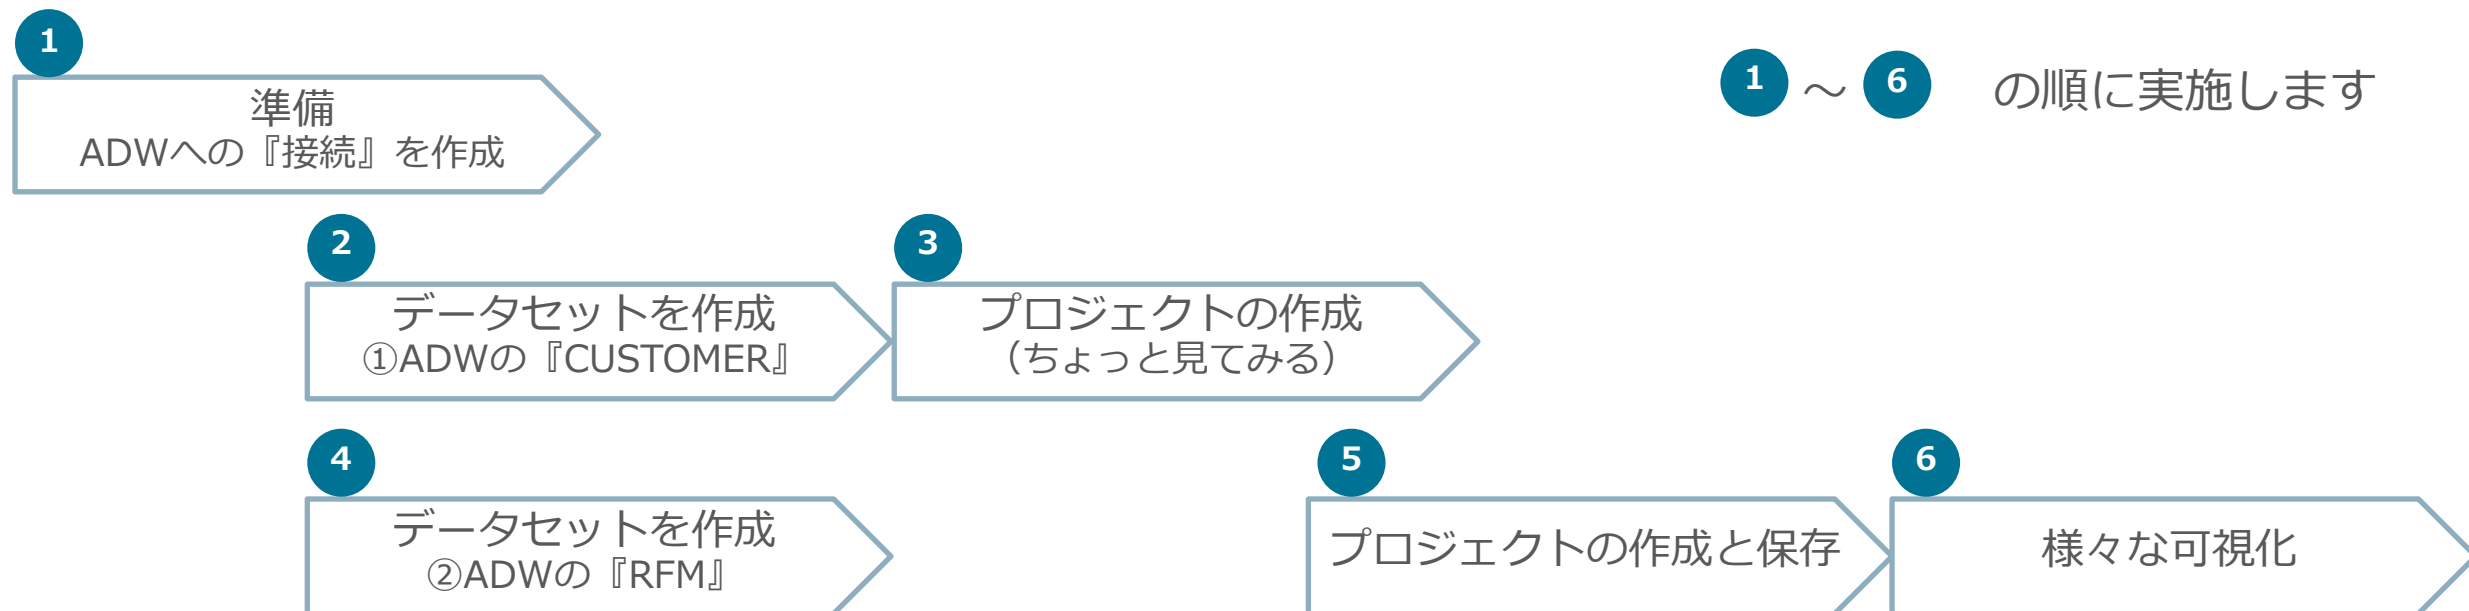 1
準備
ADWへの『接続』を作成
1 ～ 6 の順に実施します
2
データセットを作成
①ADWの『CUSTOMER』
3
プロジェクトの作成
（ちょっと見てみる）
4
データセットを作成
②ADWの『RFM』
5
プロジェクトの作成と保存
6
様々な可視化